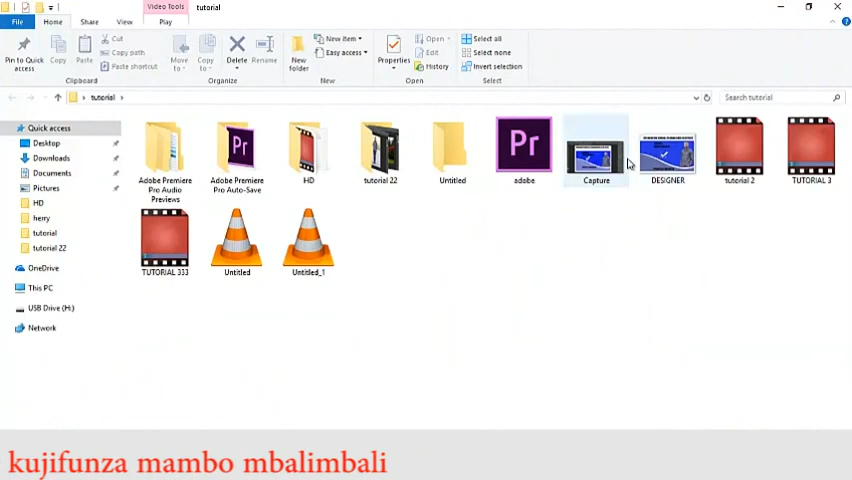 Video Tools
tutorial
File
Home
Share
View
Play
Pin to Quick access
Copy
Paste
Cut
Copy path
Paste shortcut
Clipboard
Move to
Copy to
Delete
Rename
Organize
New folder
New item
Easy access
New
Properties
Open
Edit
History
Open
Select all
Select none
Invert selection
Select
tutorial
Search tutorial
Quick access
Desktop
Downloads
Documents
Pictures
HD
herry
tutorial
tutorial 22
OneDrive
This PC
USB Drive (H:)
Network
Adobe Premiere Pro Audio Previews
Adobe Premiere Pro Auto-Save
HD
tutorial 22
Untitled
Pr
adobe
Capture
DESIGNER
tutorial 2
TUTORIAL 3
TUTORIAL 333
Untitled
Untitled_1
kujifunza mambo mbalimbali